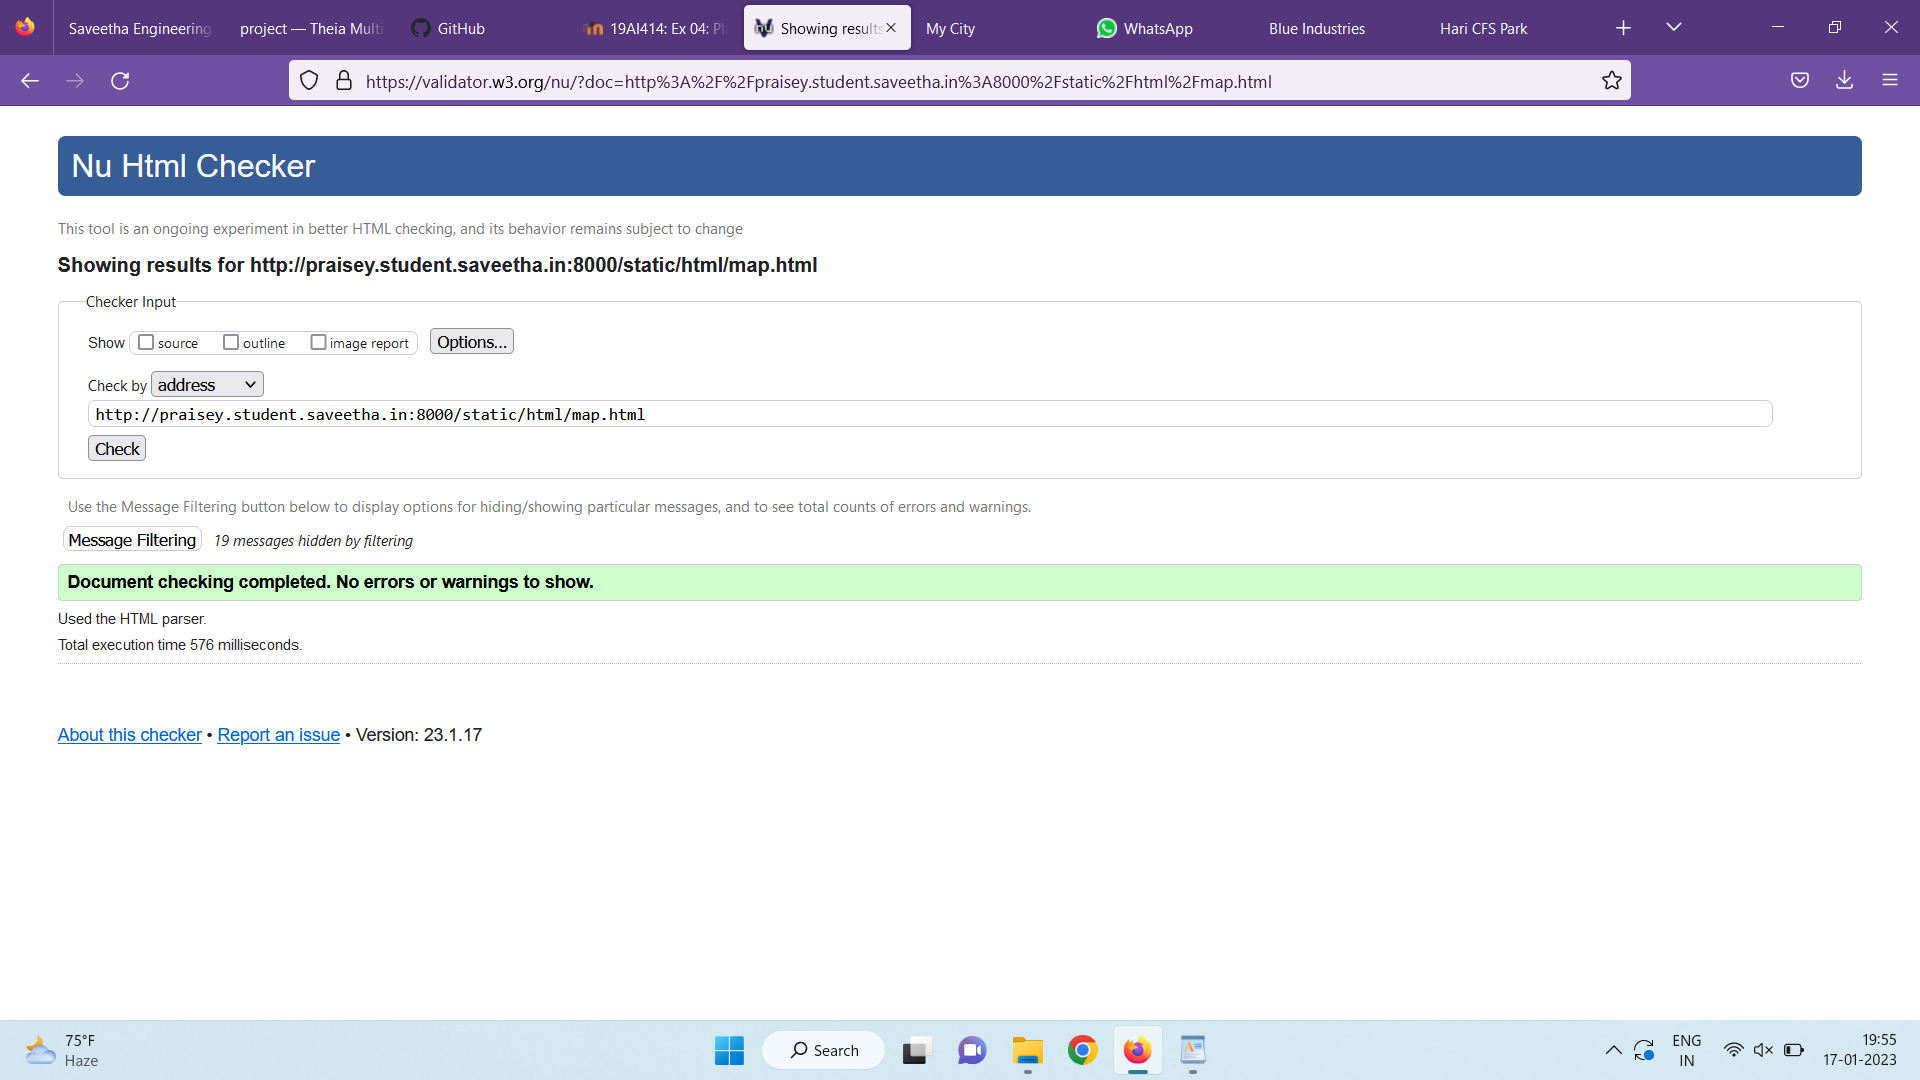 Saveetha Engineering
project — Theia Multi
GitHub
19AI414: Ex 04: Pl
Showing results
My City
WhatsApp
Blue Industries
Hari CFS Park
https://validator.w3.org/nu/?doc=http%3A%2F%2Fpraisey.student.saveetha.in%3A8000%2Fstatic%2Fhtml%2Fmap.html
Nu Html Checker
This tool is an ongoing experiment in better HTML checking, and its behavior remains subject to change
Showing results for http://praisey.student.saveetha.in:8000/static/html/map.html
Checker Input
Show source outline image report Options...
Check by address
http://praisey.student.saveetha.in:8000/static/html/map.html
Check
Use the Message Filtering button below to display options for hiding/showing particular messages, and to see total counts of errors and warnings.
Message Filtering 19 messages hidden by filtering
Document checking completed. No errors or warnings to show.
Used the HTML parser.
Total execution time 576 milliseconds.
About this checker • Report an issue • Version: 23.1.17
75°F
Haze
Search
ENG
IN
19:55
17-01-2023